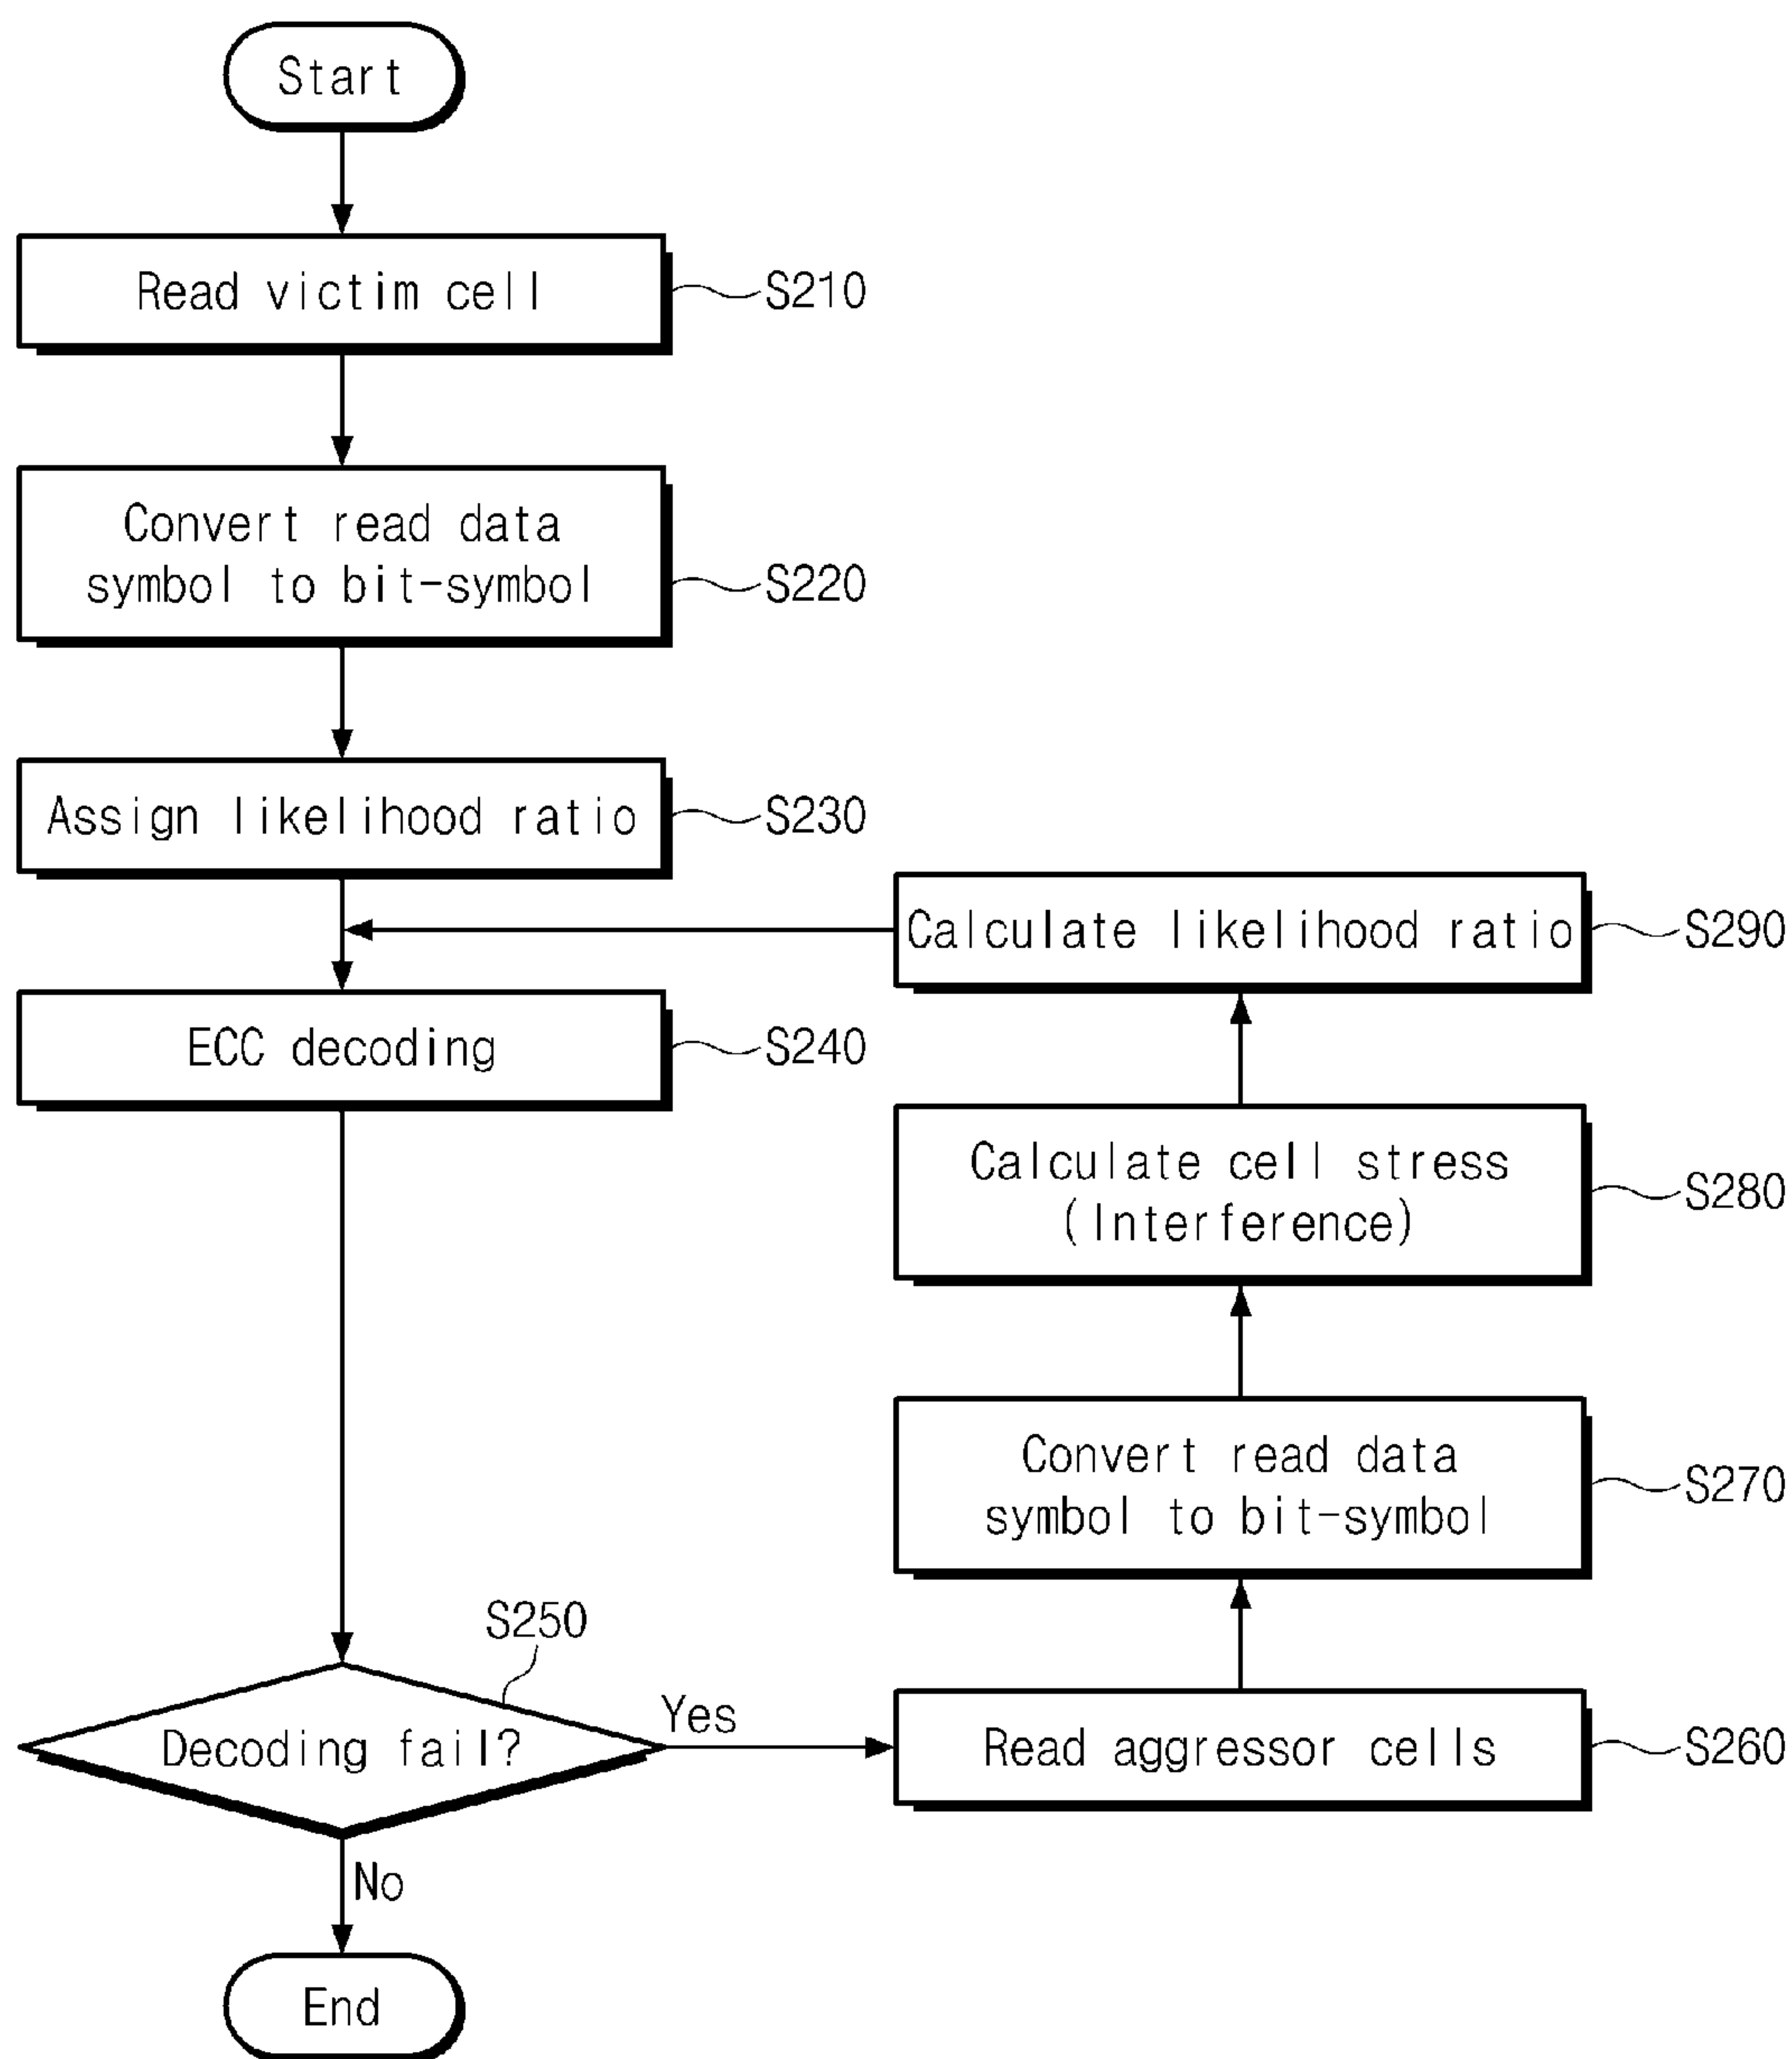 Start
Read victim cell
S210
Convert read data
symbol to bit-symbol
S220
Assign likelihood ratio
S230
Calculate likelihood ratio
S290
ECC decoding
S240
Calculate cell stress
(Interference)
S280
Convert read data
symbol to bit-symbol
S270
S250
Decoding fail?
Yes
Read aggressor cells
S260
No
End